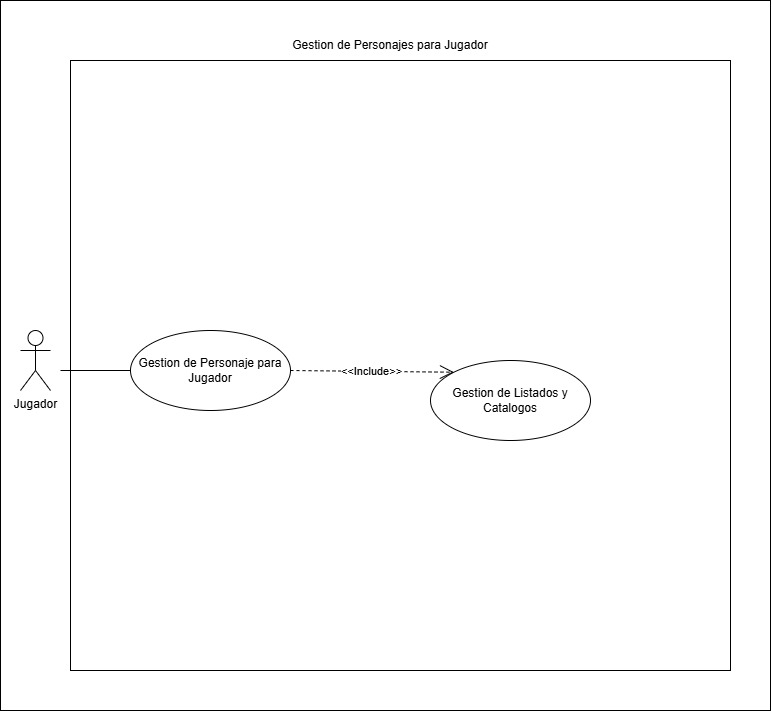 Gestion de Personajes para Jugador
Gestion de Personaje para
Jugador
<<Include>>
Gestion de Listados y
Catalogos
Jugador